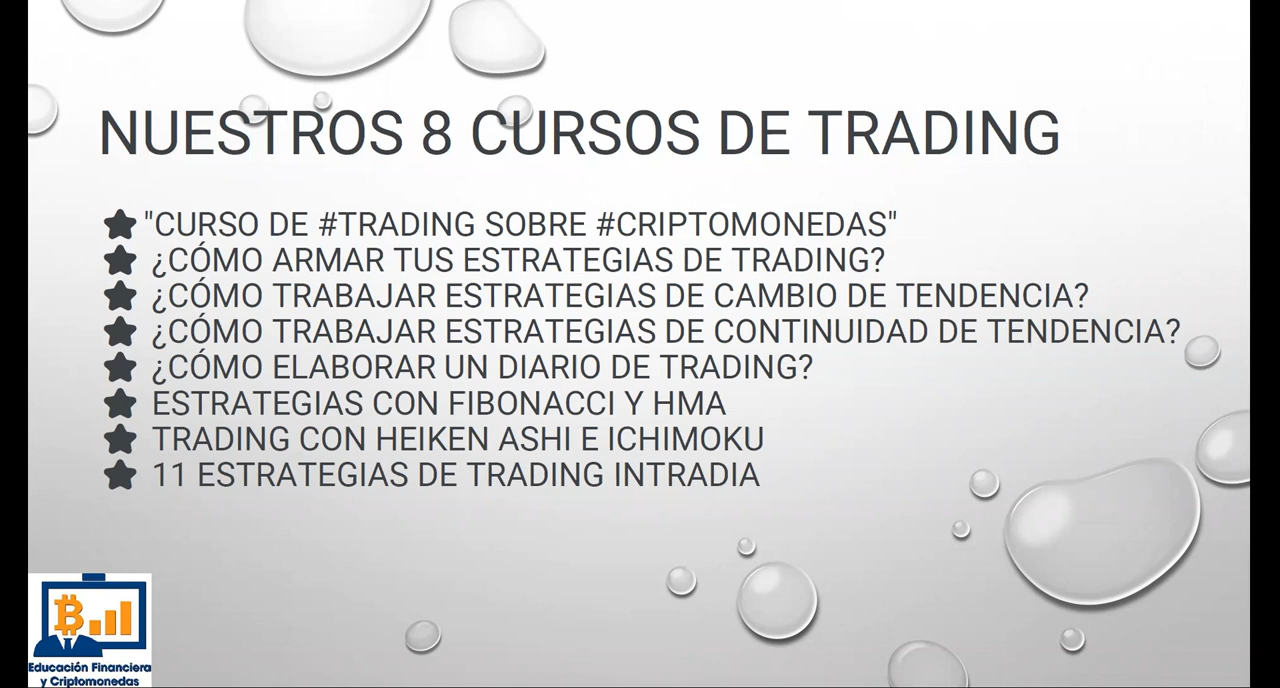 NUESTROS 8 CURSOS DE TRADING
"CURSO DE #TRADING SOBRE #CRIPTOMONEDAS"
¿CÓMO ARMAR TUS ESTRATEGIAS DE TRADING?
¿CÓMO TRABAJAR ESTRATEGIAS DE CAMBIO DE TENDENCIA?
¿CÓMO TRABAJAR ESTRATEGIAS DE CONTINUIDAD DE TENDENCIA?
¿CÓMO ELABORAR UN DIARIO DE TRADING?
ESTRATEGIAS CON FIBONACCI Y HMA
TRADING CON HEIKEN ASHI E ICHIMOKU
11 ESTRATEGIAS DE TRADING INTRADIA
Educación Financiera
y Criptomonedas